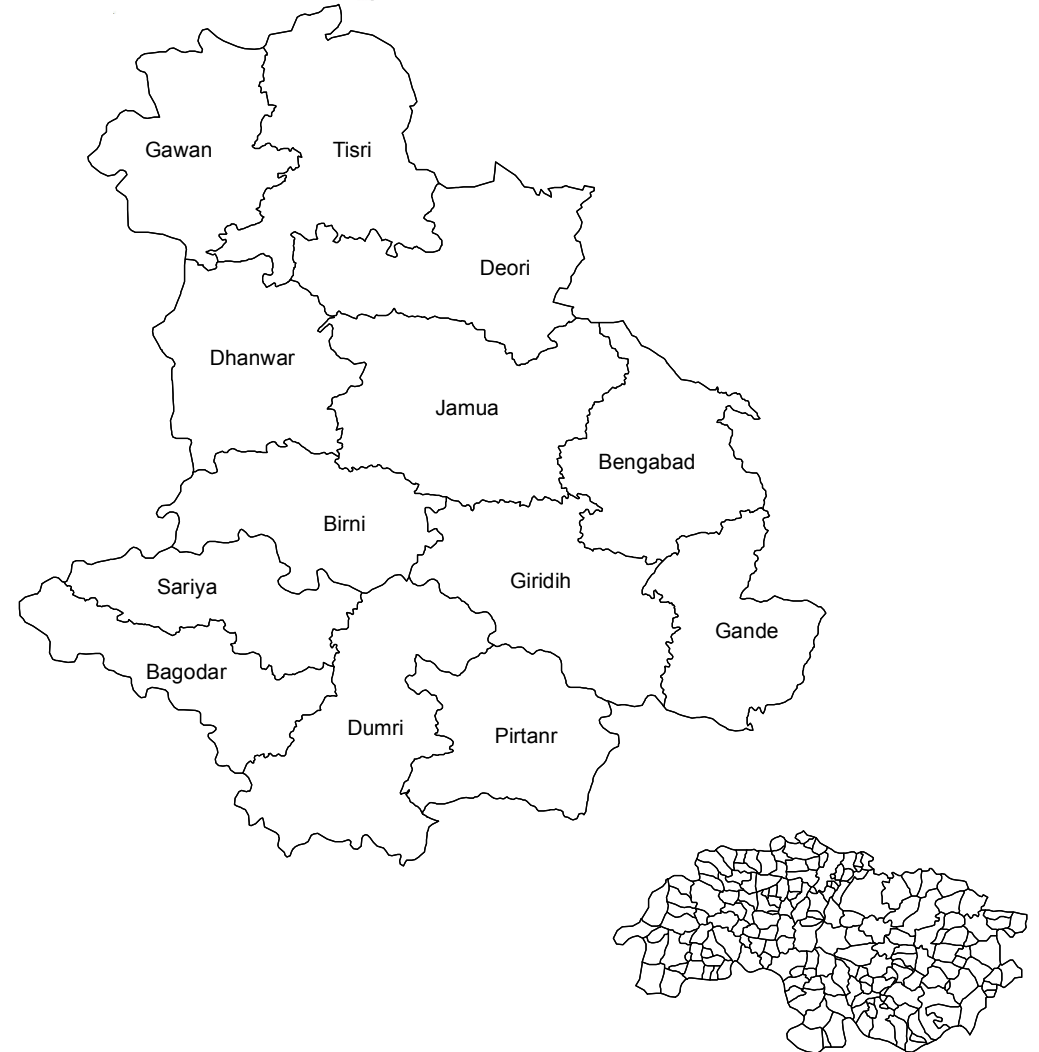 Gawan
Tisri
Deori
Dhanwar
Jamua
Bengabad
Birni
Giridih
Sariya
Gande
Bagodar
Dumri
Pirtanr